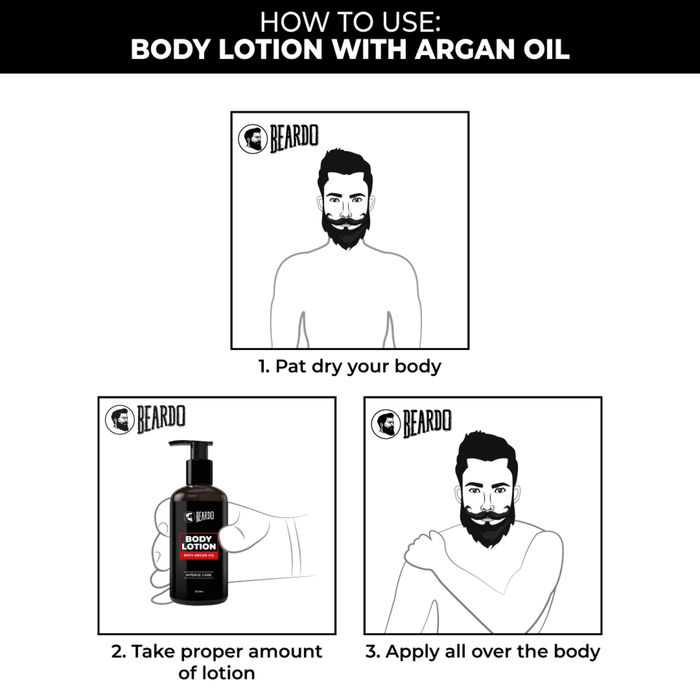 HOW TO USE:
BODY LOTION WITH ARGAN OIL
BEARDO
1. Pat dry your body
BEARDO
BEARDO
BODY
LOTION
WITH ARGAN OIL
INTENSE CARE
2. Take proper amount
of lotion
BEARDO
3. Apply all over the body